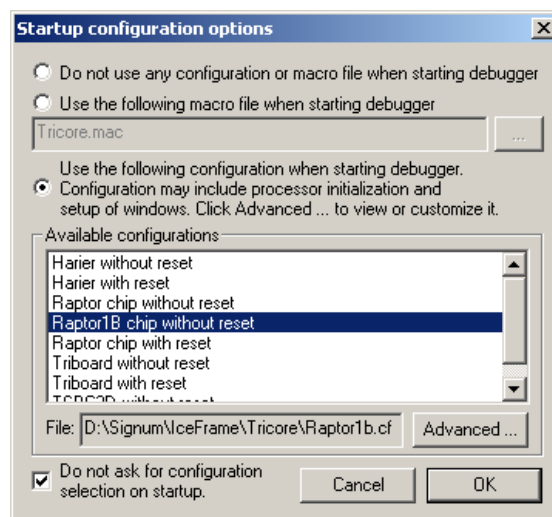 Startup configuration options
Do not use any configuration or macro file when starting debugger
Use the following macro file when starting debugger
Tricore.mac
...
Use the following configuration when starting debugger.
Configuration may include processor initialization and
setup of windows. Click Advanced ... to view or customize it.
Available configurations
Harier without reset
Harier with reset
Raptor chip without reset
Raptor1B chip without reset
Raptor chip with reset
Triboard without reset
Triboard with reset
File: D:\Signum\IceFrame\Tricore\Raptor1b.cf
Advanced ...
Do not ask for configuration
selection on startup.
Cancel
OK